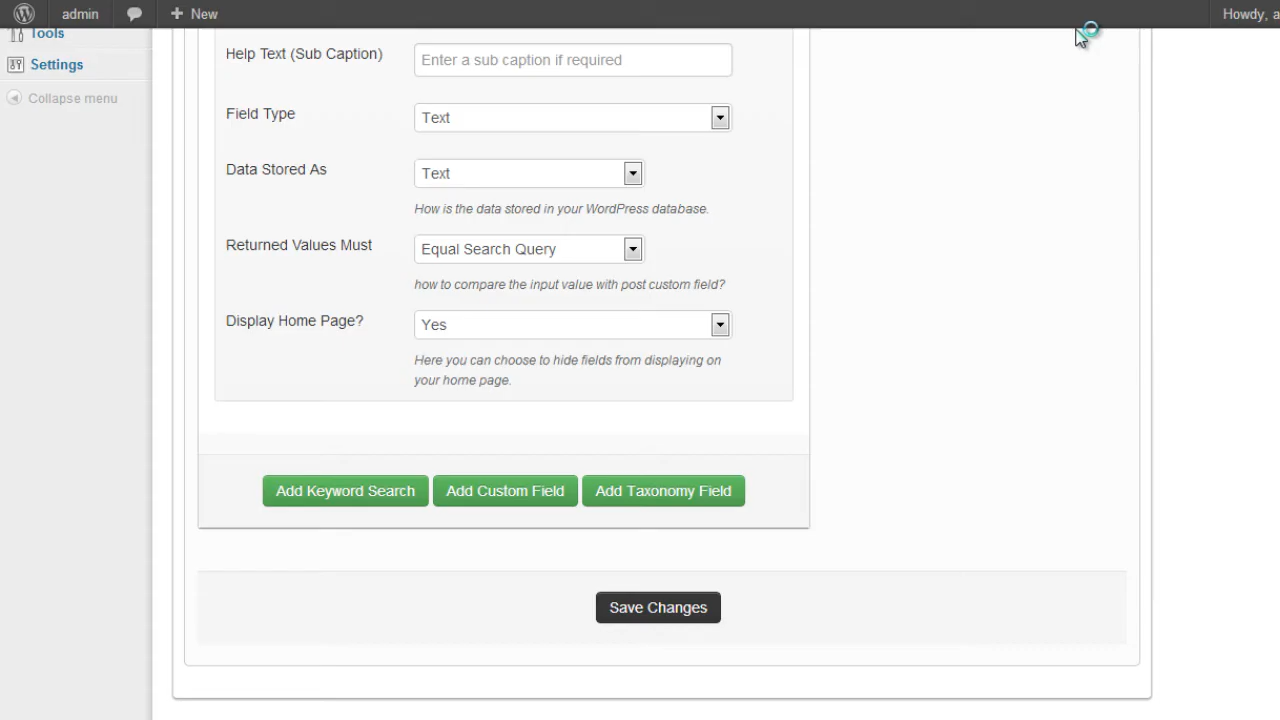 admin
New
Howdy, a
Tools
Settings
Collapse menu
Help Text (Sub Caption)
Enter a sub caption if required
Field Type
Text
Data Stored As
Text
How is the data stored in your WordPress database.
Returned Values Must
Equal Search Query
how to compare the input value with post custom field?
Display Home Page?
Yes
Here you can choose to hide fields from displaying on
your home page.
Add Keyword Search
Add Custom Field
Add Taxonomy Field
Save Changes